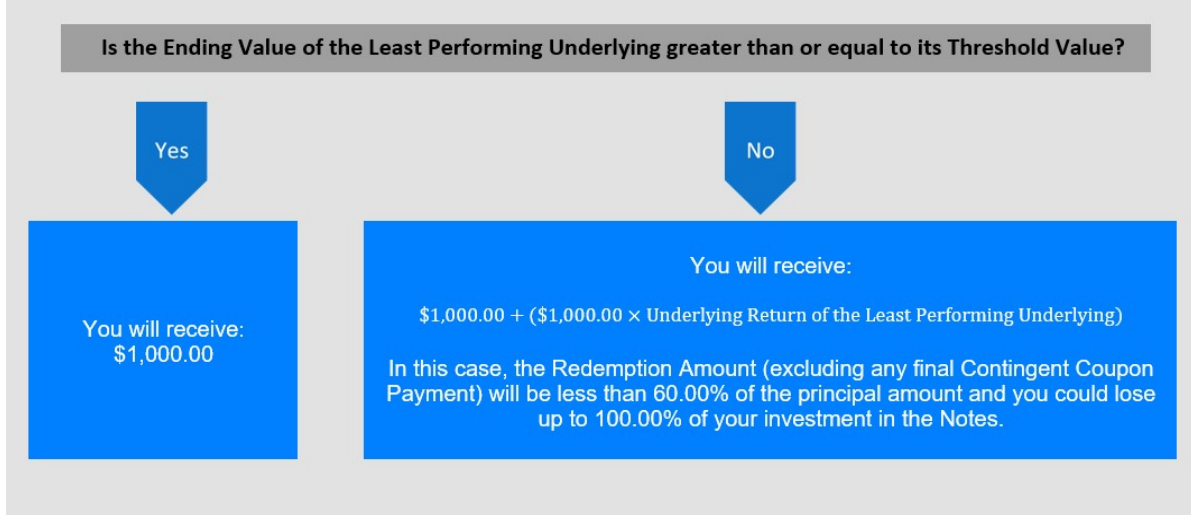 Is the Ending Value of the Least Performing Underlying greater than or equal to its Threshold Value?
Yes
No
You will receive:
$1,000.00
You will receive:
$1,000.00 + ($1,000.00 × Underlying Return of the Least Performing Underlying)
In this case, the Redemption Amount (excluding any final Contingent Coupon
Payment) will be less than 60.00% of the principal amount and you could lose
up to 100.00% of your investment in the Notes.